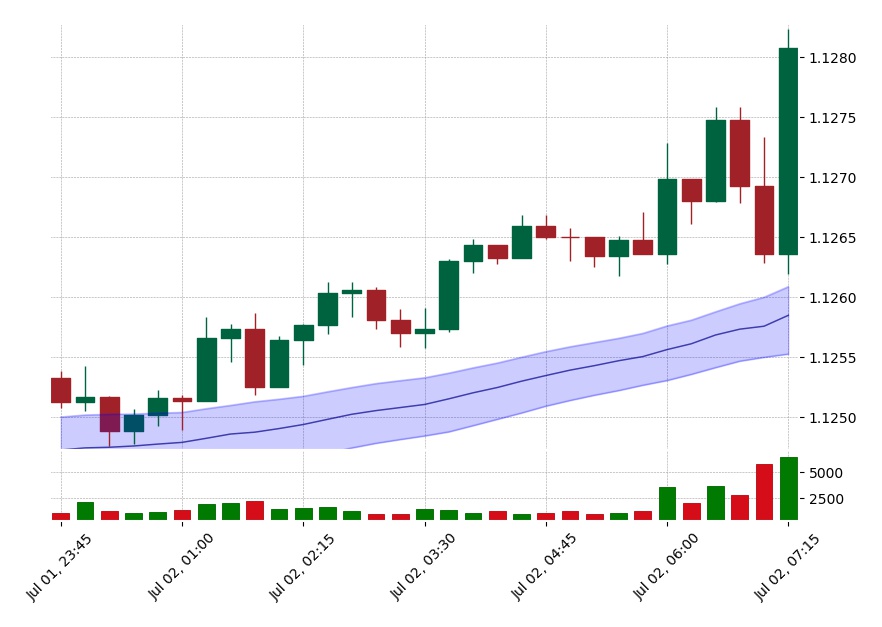 1.1280
1.1275
1.1270
1.1265
1.1260
1.1255
1.1250
5000
2500
Jul 01, 23:45
Jul 02, 01:00
Jul 02, 02:15
Jul 02, 03:30
Jul 02, 04:45
Jul 02, 06:00
Jul 02, 07:15